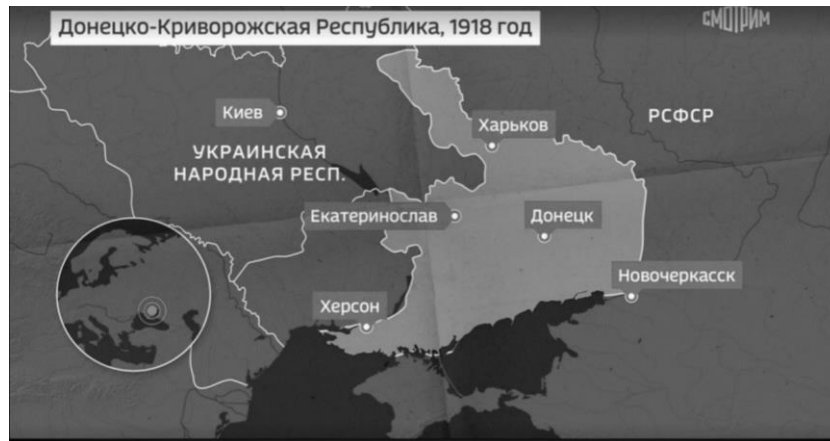 Донецко-Криворожская Республика, 1918 год
СМОТРИМ
Киев
Харьков
РСФСР
УКРАИНСКАЯ
НАРОДНАЯ РЕСП.
Екатеринослав
Донецк
Новочеркасск
Херсон